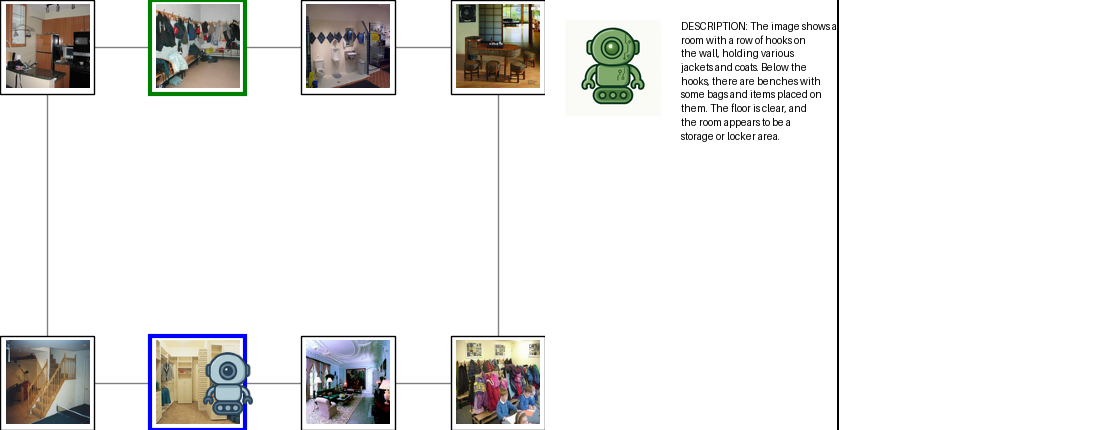 DESCRIPTION: The image shows a
room with a row of hooks on
the wall, holding various
jackets and coats. Below the
hooks, there are benches with
some bags and items placed on
them. The floor is clear, and
the room appears to be a
storage or locker area.